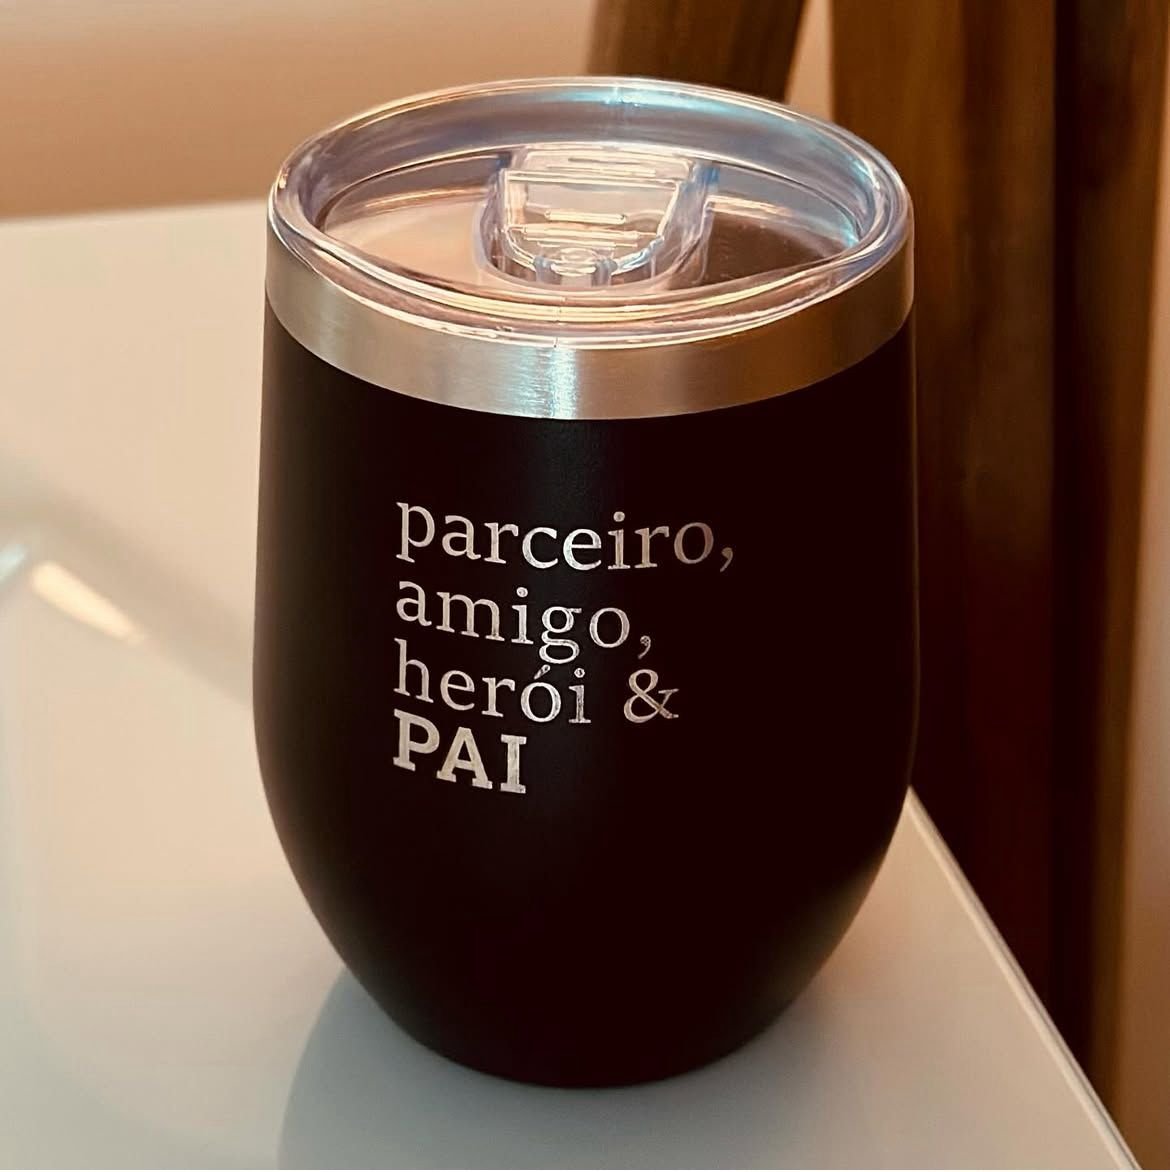 parceiro,
amigo,
herói &
PAI